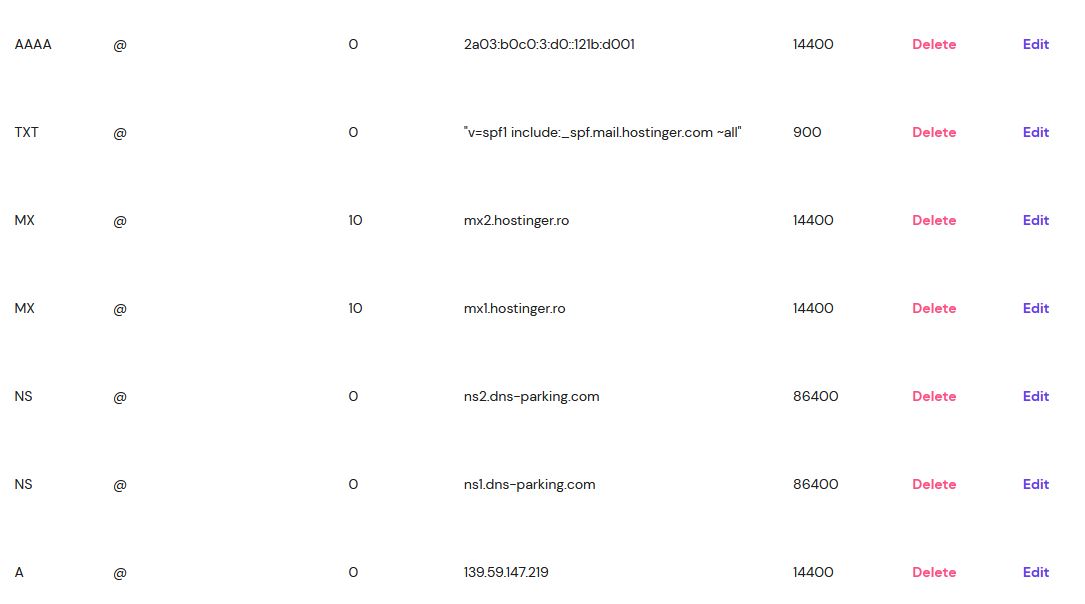 AAAA @ 0 2a03:b0c0:3:d0::121b:d001 14400 Delete Edit
TXT @ 0 "v=spf1 include:_spf.mail.hostinger.com ~all" 900 Delete Edit
MX @ 10 mx2.hostinger.ro 14400 Delete Edit
MX @ 10 mx1.hostinger.ro 14400 Delete Edit
NS @ 0 ns2.dns-parking.com 86400 Delete Edit
NS @ 0 ns1.dns-parking.com 86400 Delete Edit
A @ 0 139.59.147.219 14400 Delete Edit